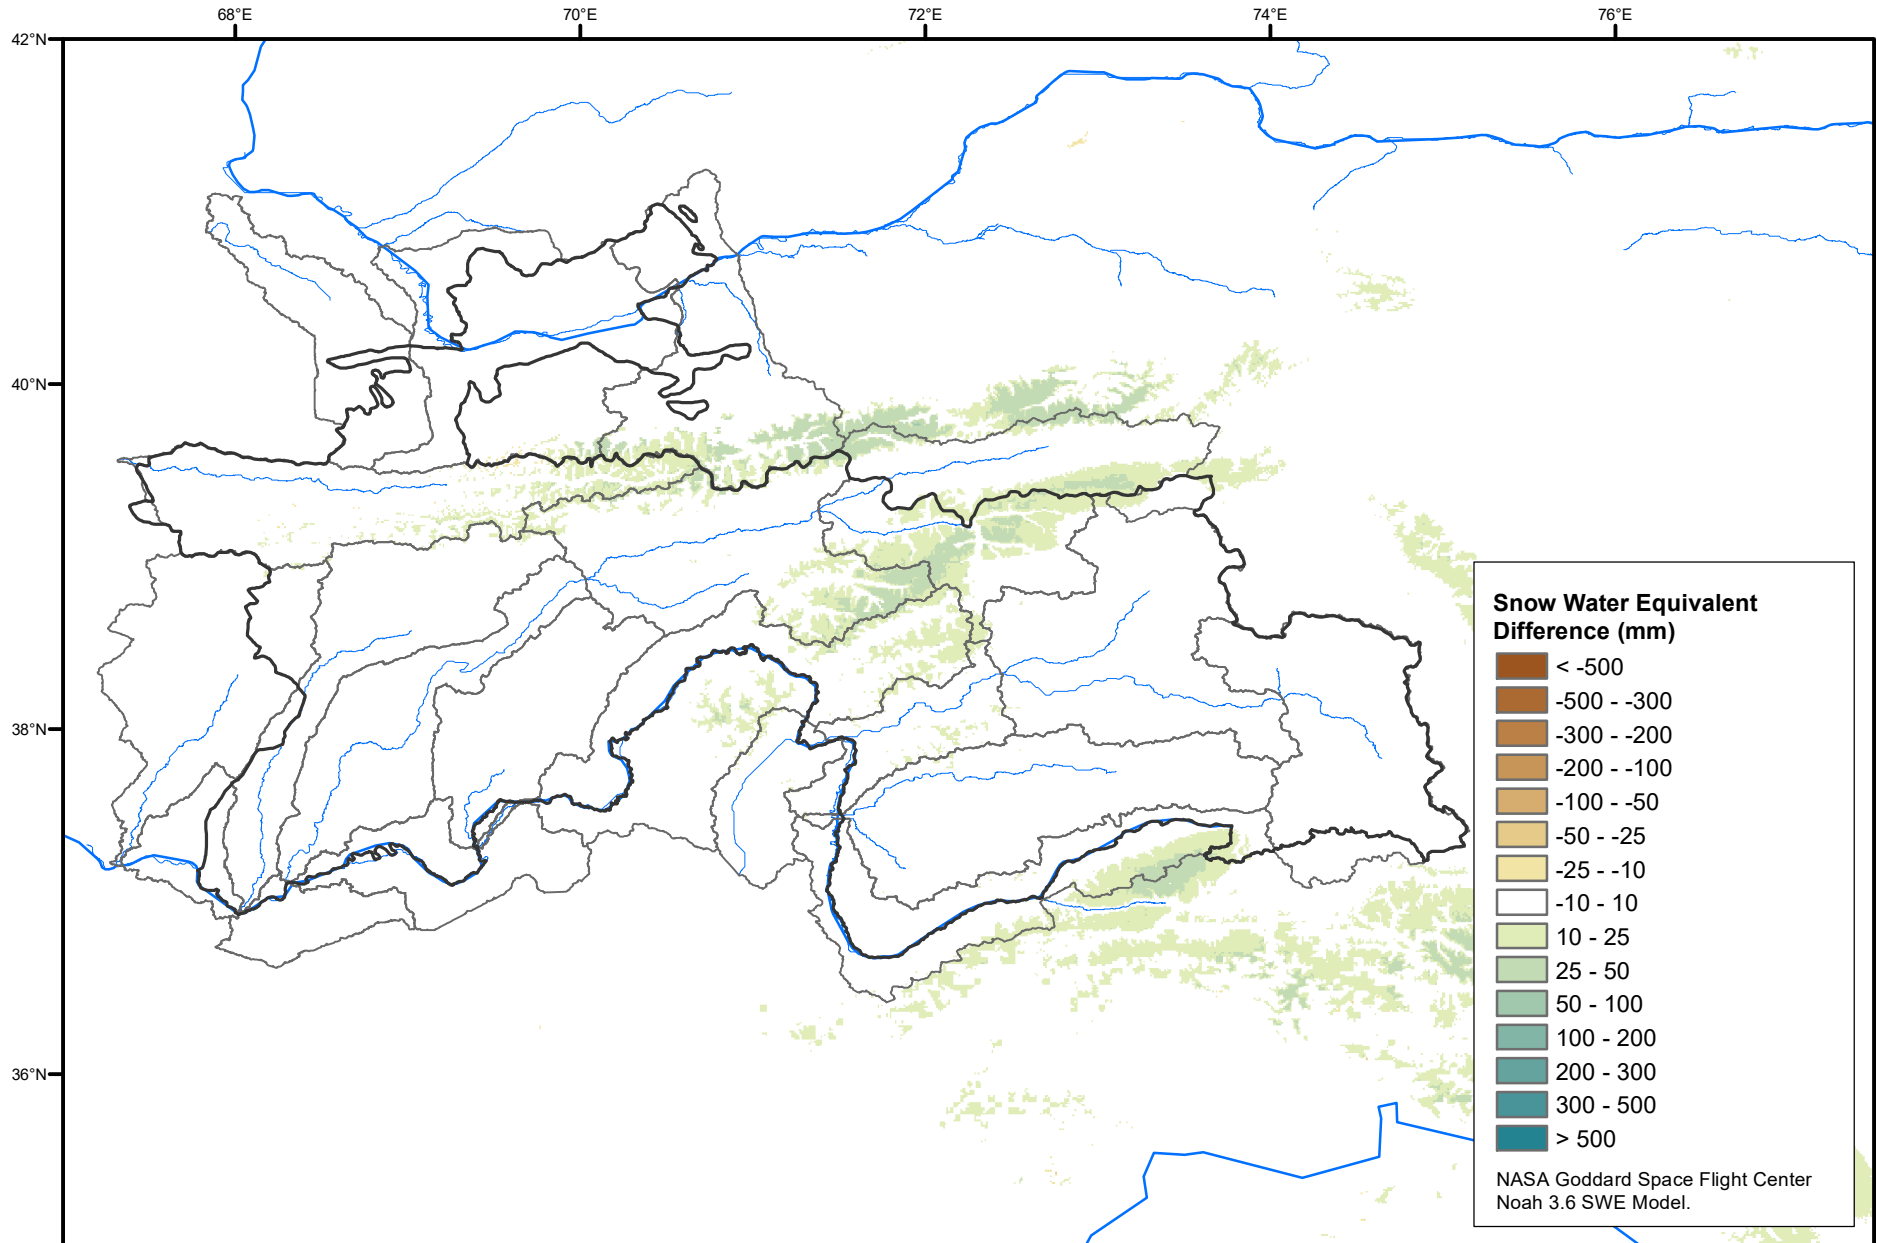 68°E
70°E
72°E
74°E
76°E
42°N
40°N
38°N
36°N
Snow Water Equivalent
Difference (mm)
< -500
-500 - -300
-300 - -200
-200 - -100
-100 - -50
-50 - -25
-25 - -10
-10 - 10
10 - 25
25 - 50
50 - 100
100 - 200
200 - 300
300 - 500
> 500
NASA Goddard Space Flight Center
Noah 3.6 SWE Model.